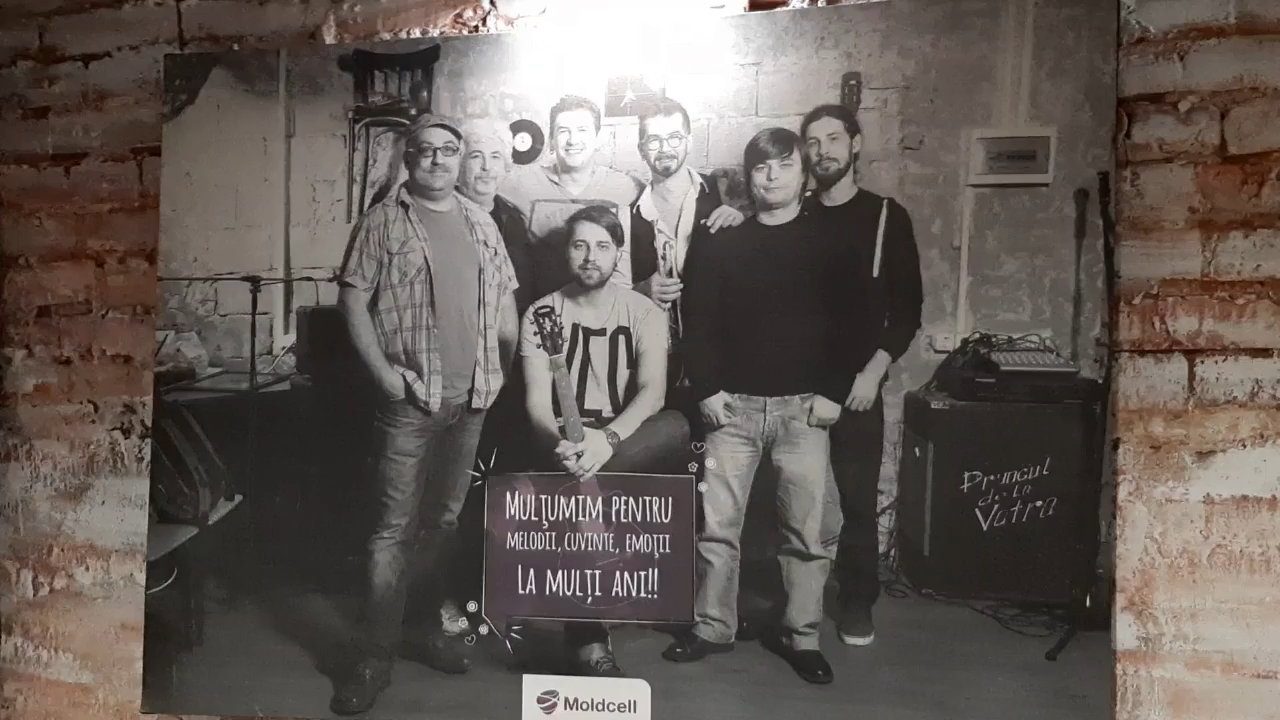 Pruncul
de La
Vatra
MULŢUMIM PENTRU
MELODII, CUVINTE, EMOŢII
LA MULŢI ANI!!
Moldcell